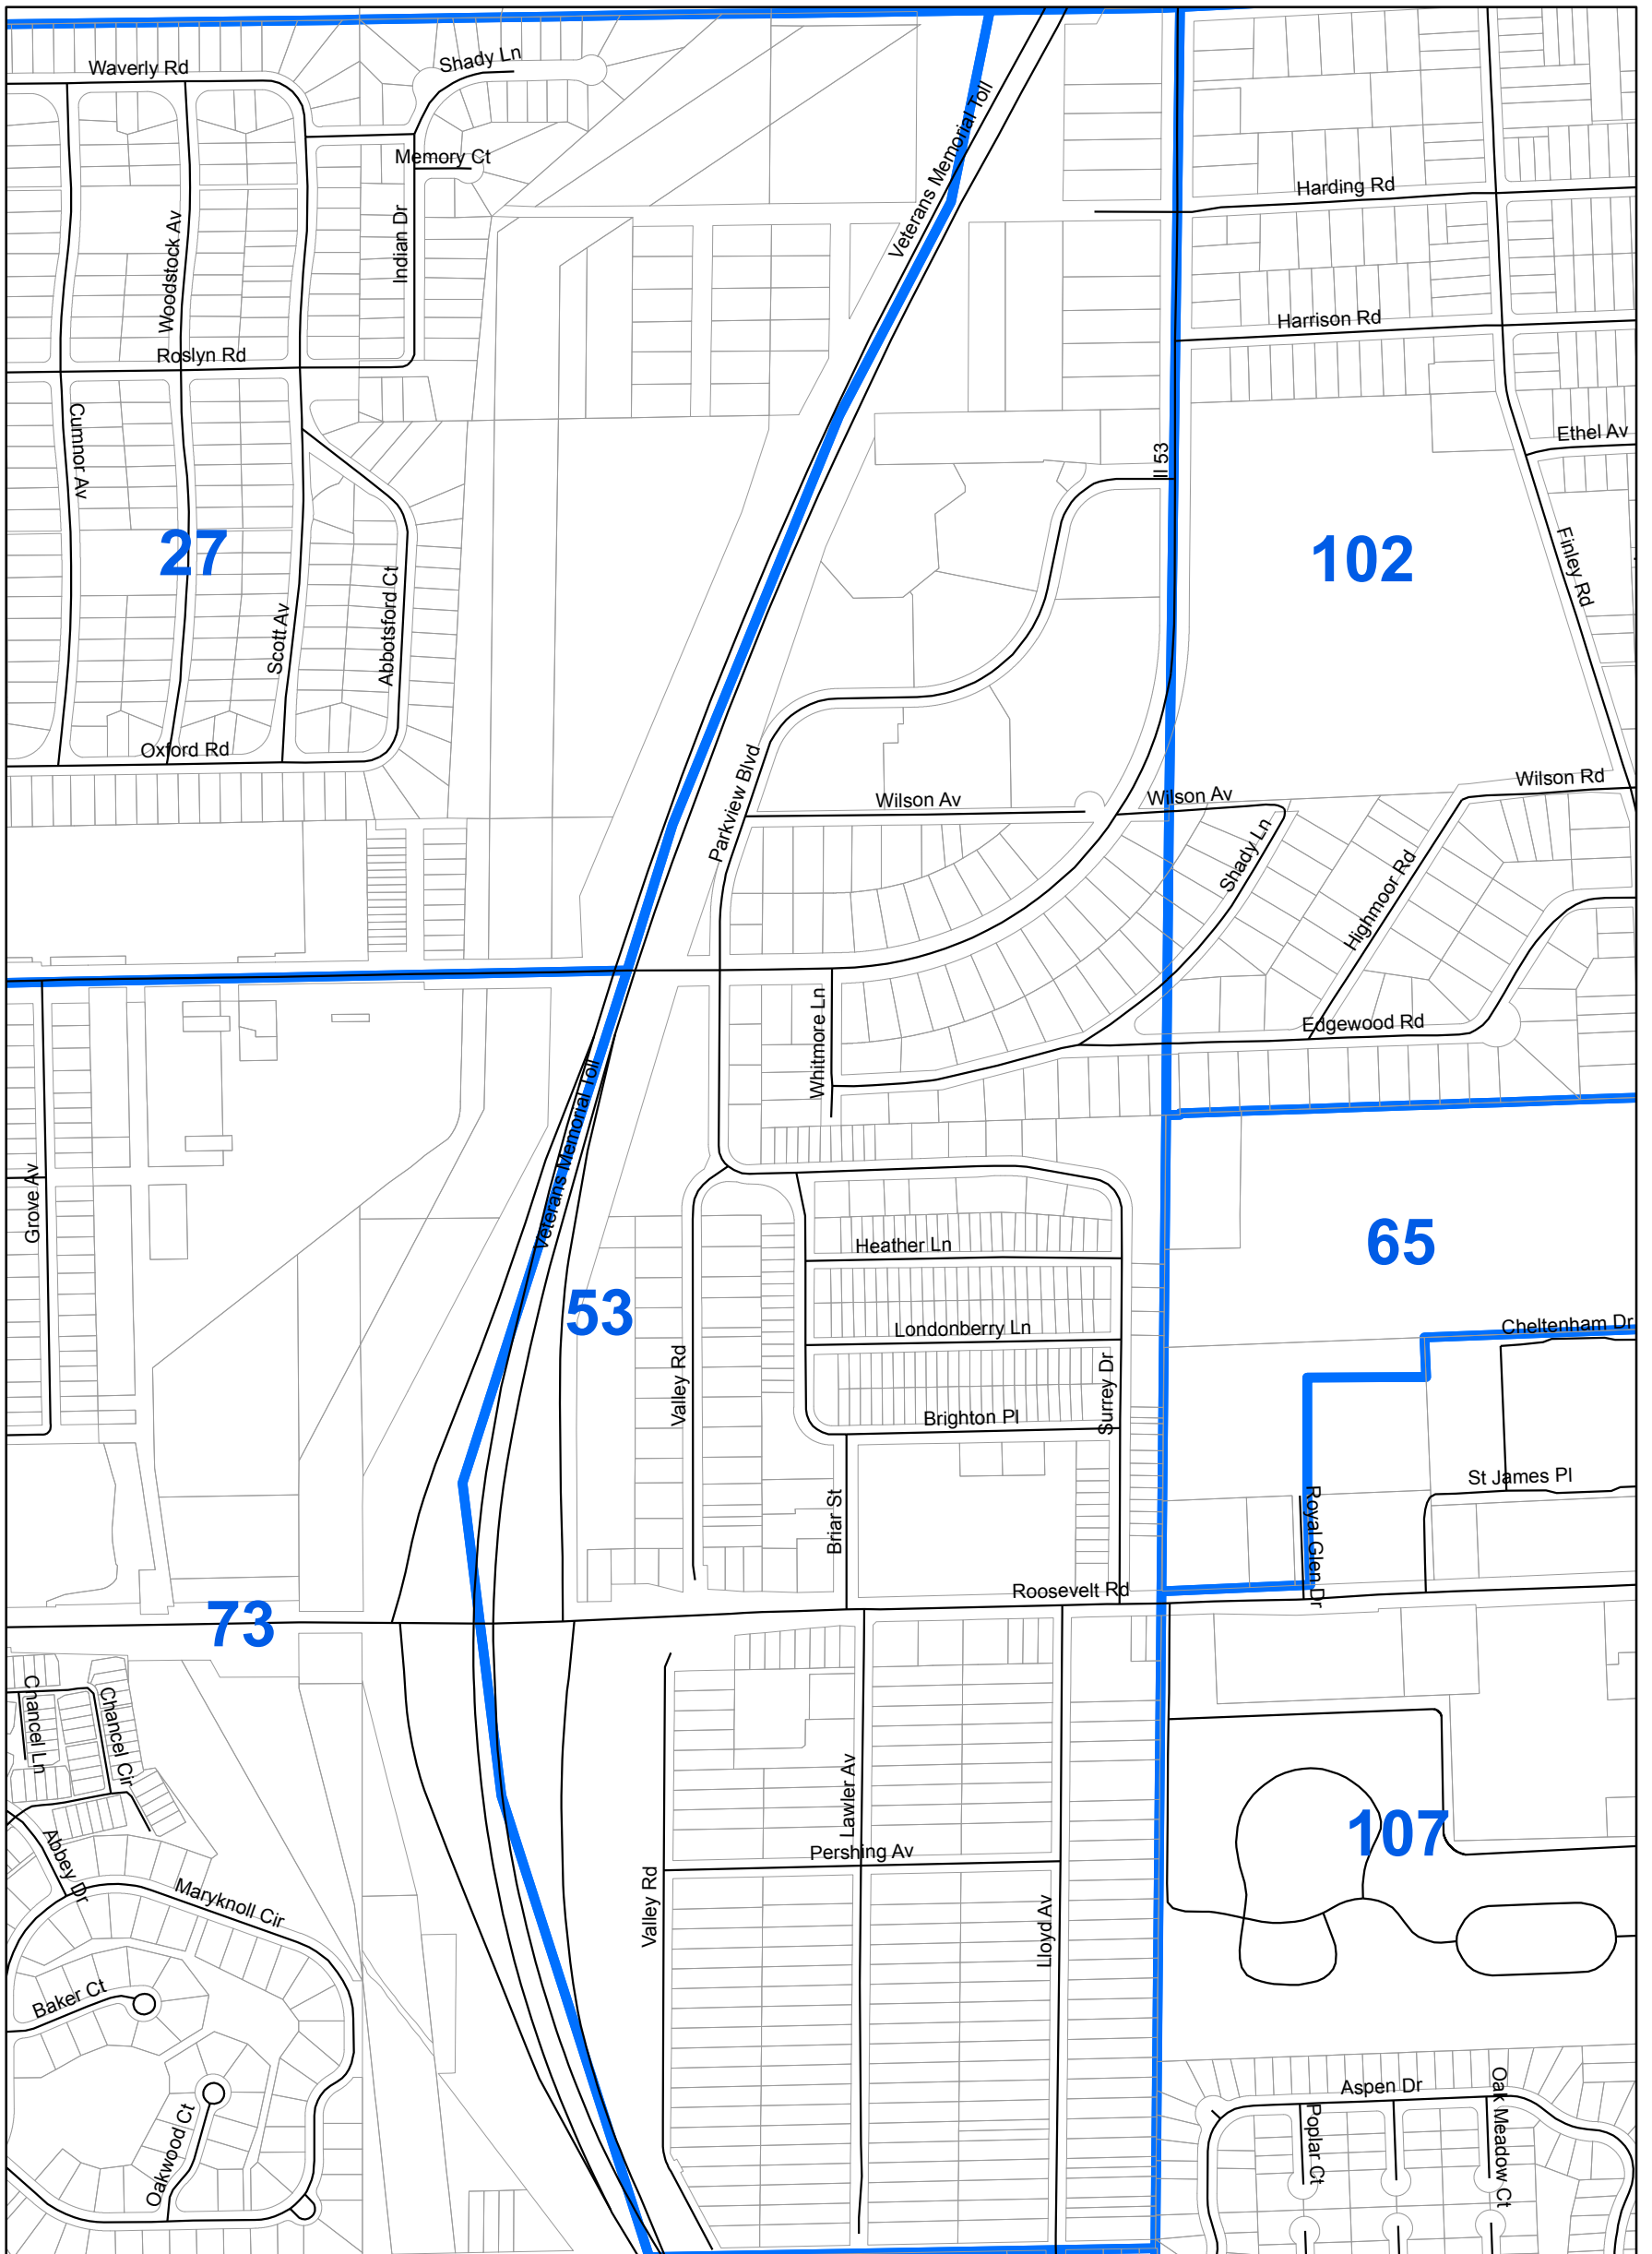 Waverly Rd
Shady Ln
Veterans Memorial Toll
Memory Ct
Harding Rd
Woodstock Av
Indian Dr
Harrison Rd
Roslyn Rd
Cummor Av
Ill 53
Ethel Av
27
102
Finley Rd
Scott Av
Abbotsford Ct
Oxford Rd
Parkview Blvd
Wilson Av
Wilson Av
Wilson Rd
Shady Ln
Highmoor Rd
Whitmore Ln
Edgewood Rd
Veterans Memorial Toll
Grove Av
Heather Ln
65
53
Londonberry Ln
Cheltenham Dr
Valley Rd
Surrey Dr
Brighton Pl
St James Pl
Briar St
Royal Glen Dr
Roosevelt Rd
73
Chancel Ln
Chancel Cir
Lawler Av
107
Pershing Av
Abbey Dr
Maryknoll Cir
Valley Rd
Lloyd Av
Baker Ct
Aspen Dr
Oakwood Ct
Poplar Ct
Oak Meadow Ct